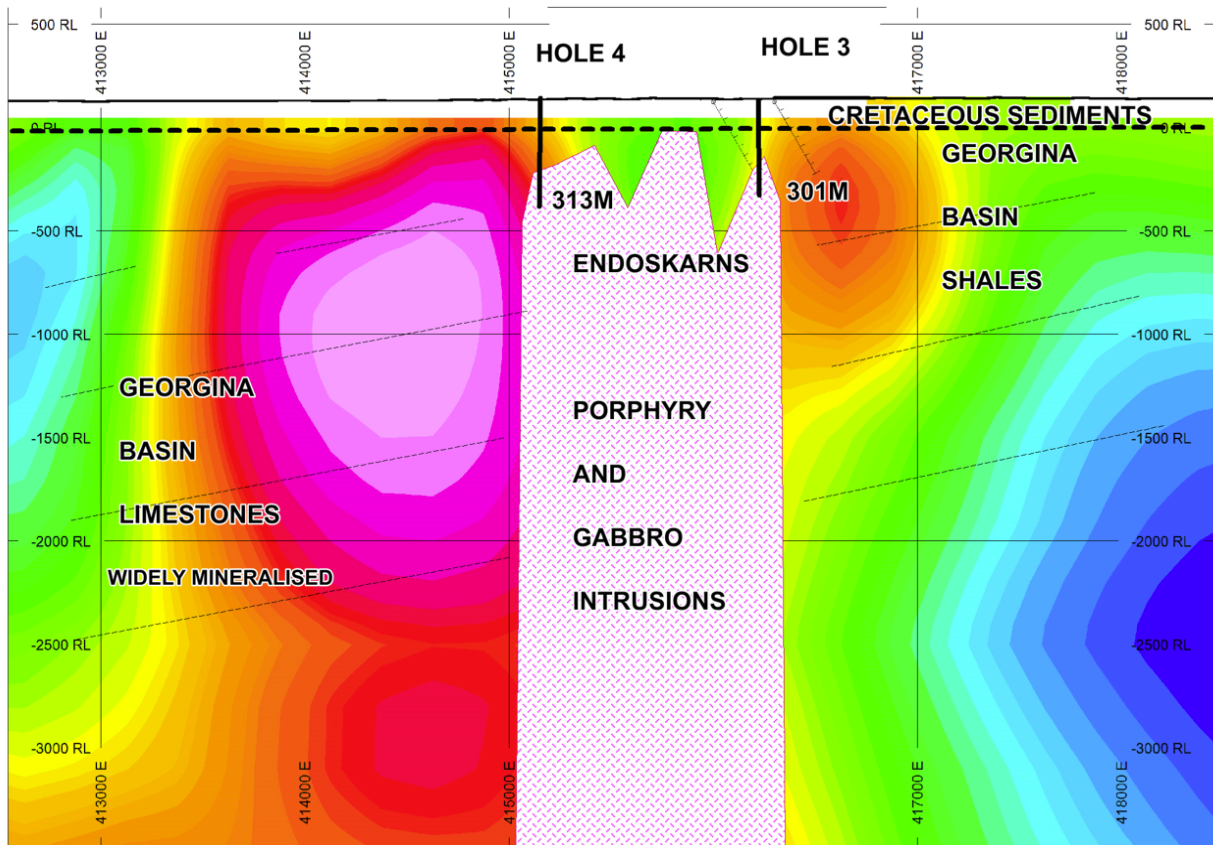 500 RL
500 RL
413000 E
414000 E
415000 E
417000 E
418000 E
HOLE 4
HOLE 3
CRETACEOUS SEDIMENTS
0 RL
0 RL
GEORGINA
313M
301M
BASIN
-500 RL
-500 RL
ENDOSKARNS
SHALES
-1000 RL
-1000 RL
GEORGINA
PORPHYRY
-1500 RL
-1500 RL
BASIN
AND
LIMESTONES
GABBRO
-2000 RL
-2000 RL
WIDELY MINERALISED
INTRUSIONS
-2500 RL
-2500 RL
-3000 RL
-3000 RL
413000 E
414000 E
415000 E
417000 E
418000 E